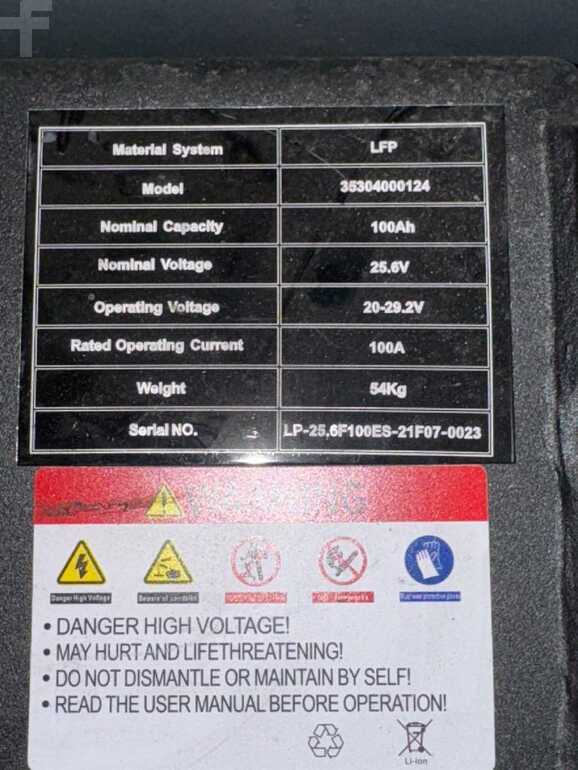 Material System LFP
Model 35304000124
Nominal Capacity 100Ah
Nominal Voltage 25.6V
Operating Voltage 20-29.2V
Rated Operating Current 100A
Weight 54Kg
Serial NO. LP-25.6F100ES-21F07-0023
Danger High Voltage Beware of
• DANGER HIGH VOLTAGE!
• MAY HURT AND LIFETHREATENING!
• DO NOT DISMANTLE OR MAINTAIN BY SELF!
• READ THE USER MANUAL BEFORE OPERATION!
Li-ion